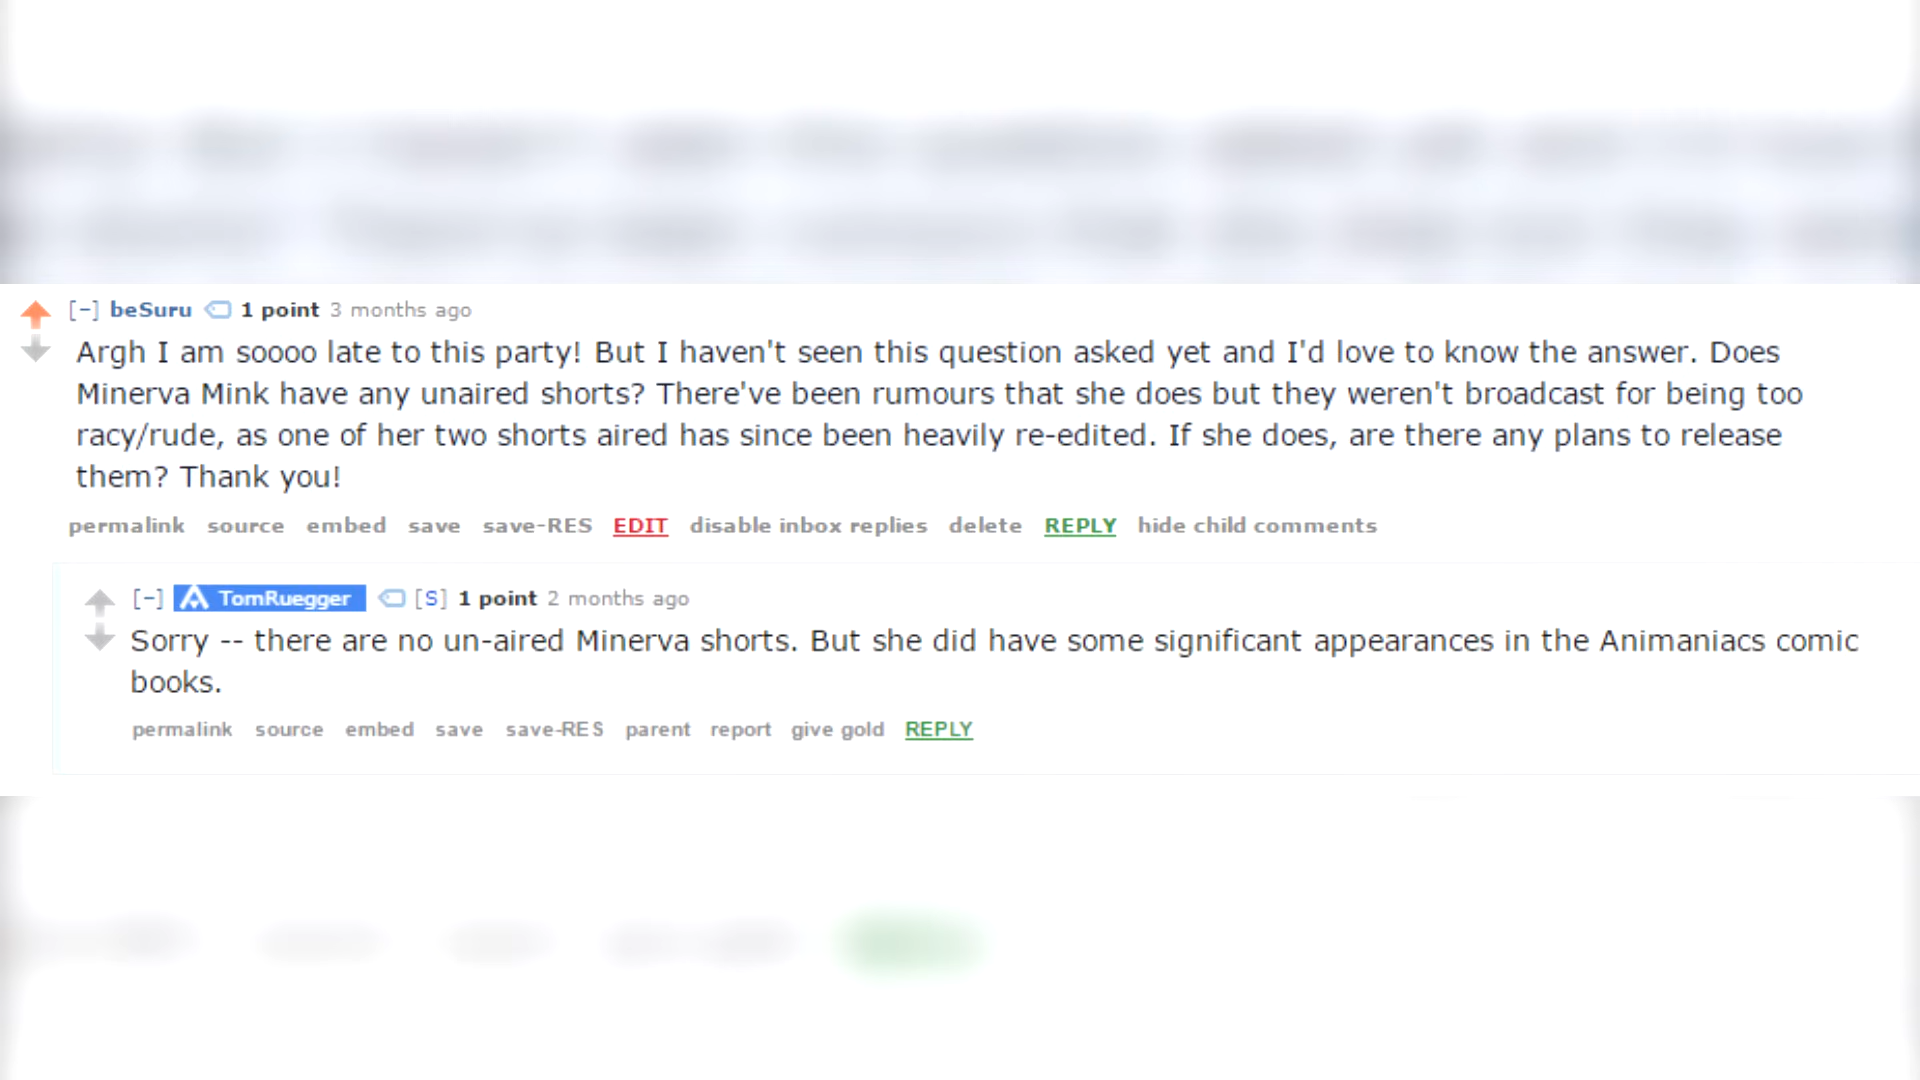 [-] beSuru 1 point 3 months ago
Argh I am soooo late to this party! But I haven't seen this question asked yet and I'd love to know the answer. Does
Minerva Mink have any unaired shorts? There've been rumours that she does but they weren't broadcast for being too
racy/rude, as one of her two shorts aired has since been heavily re-edited. If she does, are there any plans to release
them? Thank you!
permalink source embed save save-RES EDIT disable inbox replies delete REPLY hide child comments
[-] TomRuegger [S] 1 point 2 months ago
Sorry -- there are no un-aired Minerva shorts. But she did have some significant appearances in the Animaniacs comic
books.
permalink source embed save save-RES parent report give gold REPLY